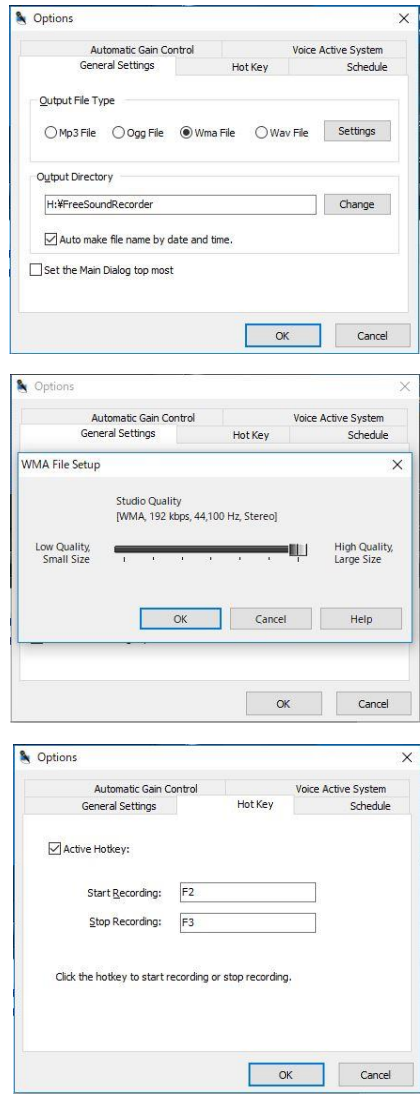 Options
Automatic Gain Control Voice Active System
General Settings Hot Key Schedule
Output File Type
Mp3 File Ogg File Wma File Wav File Settings
Output Directory
H:¥FreeSoundRecorder Change
Auto make file name by date and time.
Set the Main Dialog top most
OK Cancel
Options
Automatic Gain Control Voice Active System
General Settings Hot Key Schedule
WMA File Setup
Studio Quality
[WMA, 192 kbps, 44,100 Hz, Stereo]
Low Quality, High Quality,
Small Size Large Size
OK Cancel Help
OK Cancel
Options
Automatic Gain Control Voice Active System
General Settings Hot Key Schedule
Active Hotkey:
Start Recording: F2
Stop Recording: F3
Click the hotkey to start recording or stop recording.
OK Cancel